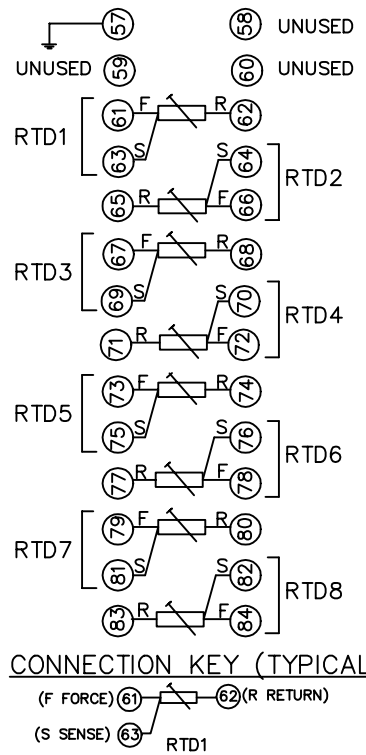 57 58 UNUSED
UNUSED 59 60 UNUSED
61 F R 62
RTD1
63 S S 64
RTD2
65 R F 66
67 F R 68
RTD3
69 S S 70
RTD4
71 R F 72
73 F R 74
RTD5
75 S S 76
RTD6
77 R F 78
79 F R 80
RTD7
81 S S 82
RTD8
83 R F 84
CONNECTION KEY (TYPICAL
(F FORCE) 61 62 (R RETURN)
(S SENSE) 63
RTD1